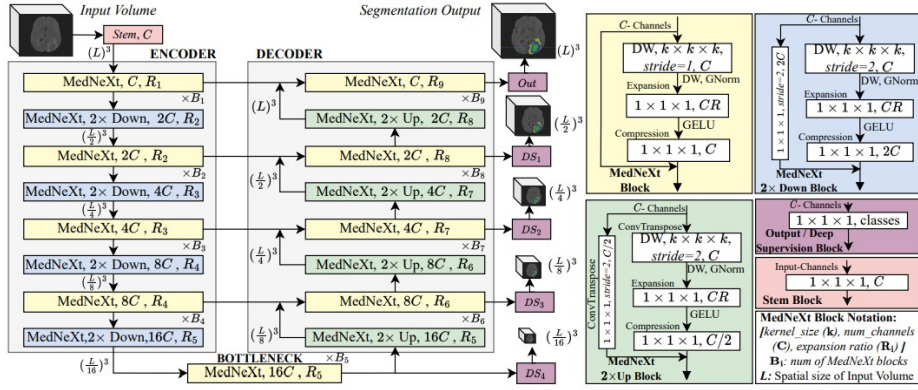 Input Volume
Segmentation Output
Stem, C
(L)³
ENCODER
DECODER
MedNeXt, C, R₁
×B₁
MedNeXt, 2× Down, 2C, R₂
(L/2)³
MedNeXt, 2C, R₂
×B₂
MedNeXt, 2× Down, 4C, R₃
(L/4)³
MedNeXt, 4C, R₃
×B₃
MedNeXt, 2× Down, 8C, R₄
(L/8)³
MedNeXt, 8C, R₄
×B₄
MedNeXt,2× Down,16C, R₅
(L/16)³
BOTTLENECK
MedNeXt, 16C, R₅
×B₅
MedNeXt, C, R₉
×B₉
(L)³
MedNeXt, 2× Up, 2C, R₈
MedNeXt, 2C, R₈
×B₈
(L/2)³
MedNeXt, 2× Up, 4C, R₇
MedNeXt, 4C, R₇
×B₇
(L/4)³
MedNeXt, 2× Up, 8C, R₆
MedNeXt, 8C, R₆
×B₆
(L/8)³
MedNeXt, 2× Up, 16C, R₅
(L)³
Out
(L/2)³
DS₁
(L/4)³
DS₂
(L/8)³
DS₃
(L/16)³
DS₄
C- Channels
DW, k × k × k,
stride=1, C
DW, GNorm
Expansion
1 × 1 × 1, CR
GELU
Compression
1 × 1 × 1, C
MedNeXt
Block
C- Channels
1 × 1 × 1, stride=2, 2C
DW, k × k × k,
stride=2, C
DW, GNorm
Expansion
1 × 1 × 1, CR
GELU
Compression
1 × 1 × 1, 2C
MedNeXt
2× Down Block
C- Channels
ConvTranspose
ConvTranspose
1 × 1 × 1, stride=2, C/2
DW, k × k × k,
stride=2, C
DW, GNorm
Expansion
1 × 1 × 1, CR
GELU
Compression
1 × 1 × 1, C/2
MedNeXt
2×Up Block
C- Channels
1 × 1 × 1, classes
Output / Deep
Supervision Block
Input-Channels
1 × 1 × 1, C
Stem Block
MedNeXt Block Notation:
[kernel_size (k), num_channels
(C), expansion ratio (Rᵢ) ]
Bᵢ: num of MedNeXt blocks
L: Spatial size of Input Volume